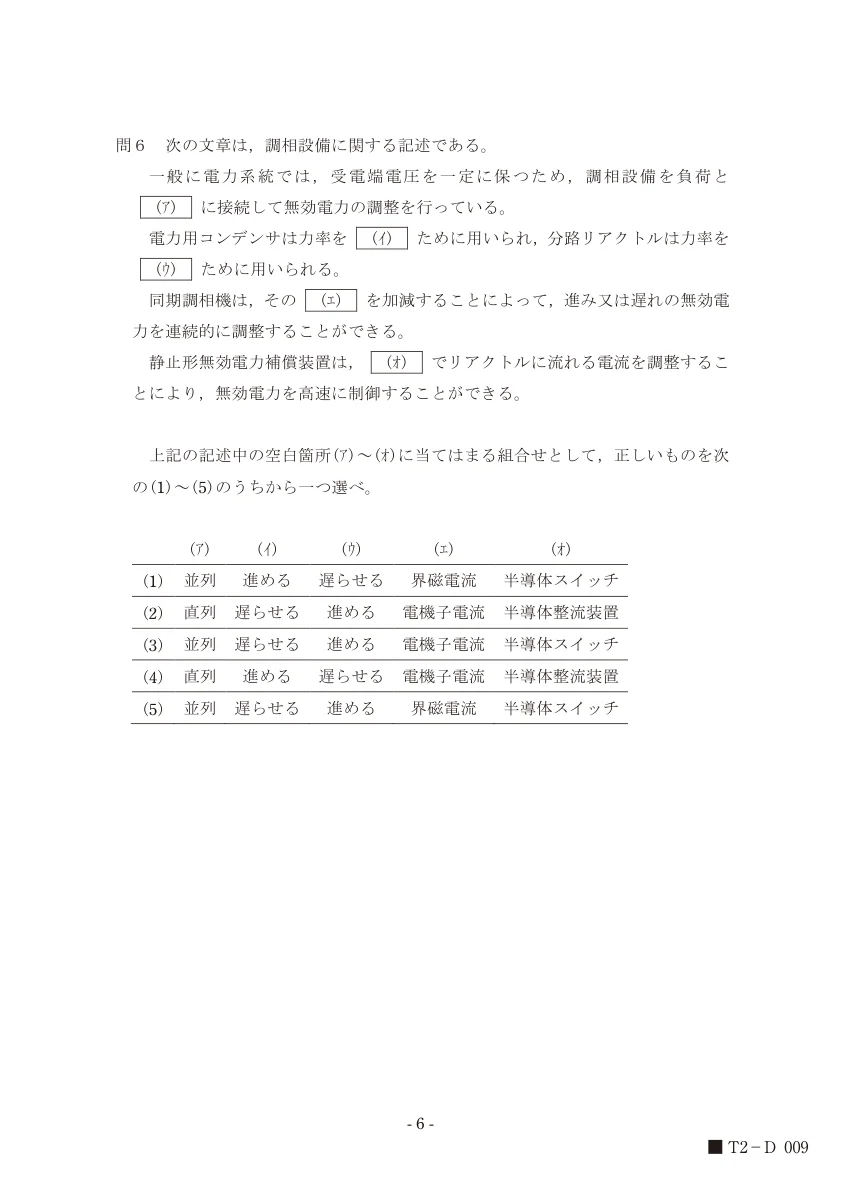 問６ 次の文章は，調相設備に関する記述である。
一般に電力系統では，受電端電圧を一定に保つため，調相設備を負荷と
(ｱ) に接続して無効電力の調整を行っている。
電力用コンデンサは力率を (ｲ) ために用いられ，分路リアクトルは力率を
(ｳ) ために用いられる。
同期調相機は，その (ｴ) を加減することによって，進み又は遅れの無効電
力を連続的に調整することができる。
静止形無効電力補償装置は， (ｵ) でリアクトルに流れる電流を調整するこ
とにより，無効電力を高速に制御することができる。
上記の記述中の空白箇所(ｱ)～(ｵ)に当てはまる組合せとして，正しいものを次
の(1)～(5)のうちから一つ選べ。
(ｱ) (ｲ) (ｳ) (ｴ) (ｵ)
(1) 並列 進める 遅らせる 界磁電流 半導体スイッチ
(2) 直列 遅らせる 進める 電機子電流 半導体整流装置
(3) 並列 遅らせる 進める 電機子電流 半導体スイッチ
(4) 直列 進める 遅らせる 電機子電流 半導体整流装置
(5) 並列 遅らせる 進める 界磁電流 半導体スイッチ
- 6 -
■ T2－D 009